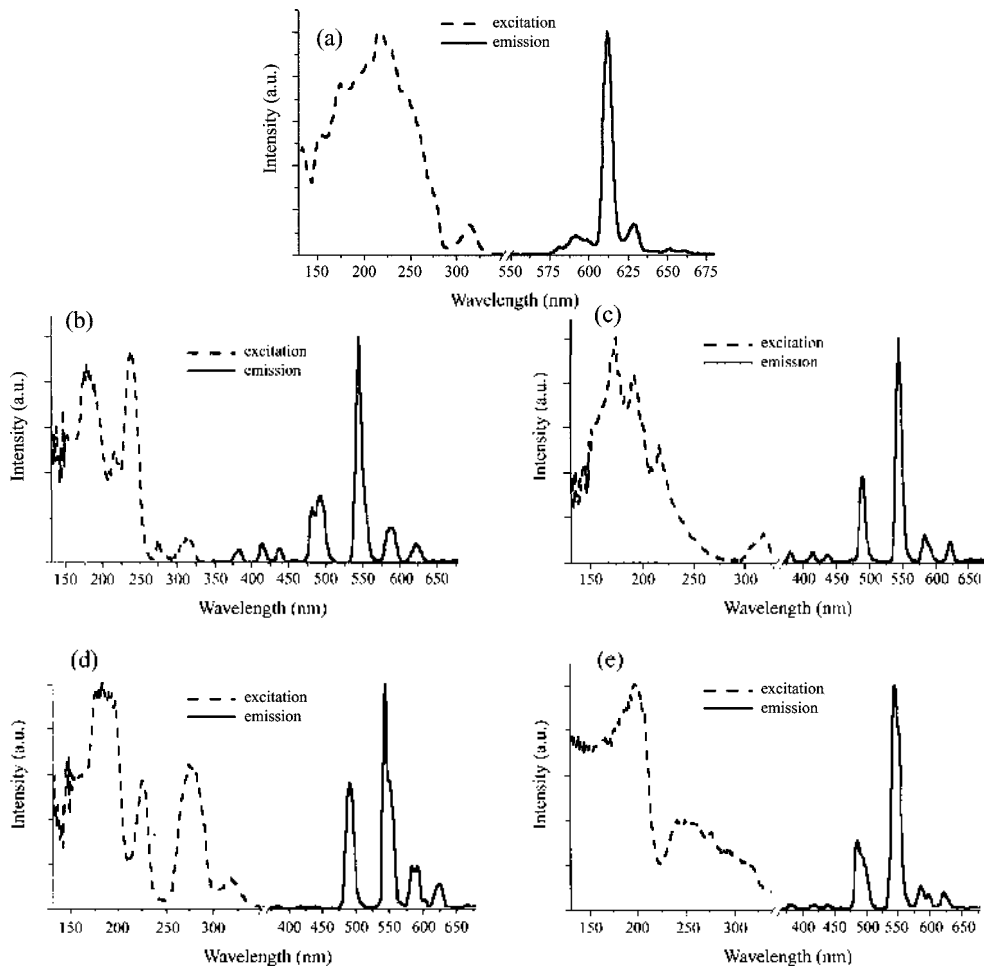 (a)
excitation
emission
Intensity (a.u.)
150 200 250 300 550 575 600 625 650 675
Wavelength (nm)
(b)
excitation
emission
Intensity (a.u.)
150 200 250 300 350 400 450 500 550 600 650
Wavelength (nm)
(c)
excitation
emission
Intensity (a.u.)
150 200 250 300 400 450 500 550 600 650
Wavelength (nm)
(d)
excitation
emission
Intensity (a.u.)
150 200 250 300 400 450 500 550 600 650
Wavelength (nm)
(e)
excitation
emission
Intensity (a.u.)
150 200 250 300 400 450 500 550 600 650
Wavelength (nm)